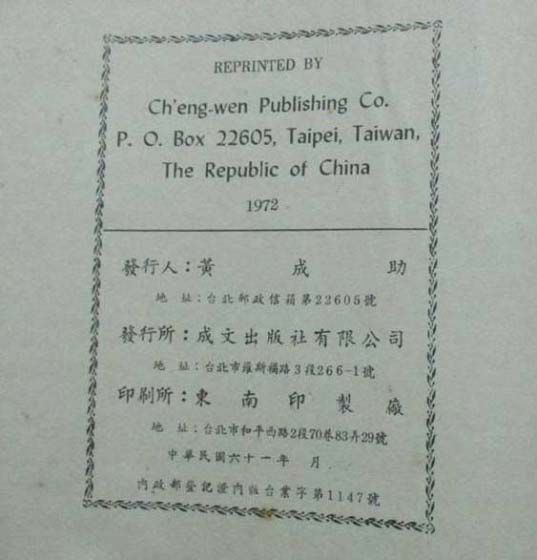 REPRINTED BY
Ch'eng-wen Publishing Co.
P. O. Box 22605, Taipei, Taiwan,
The Republic of China
1972
發行人：黃成助
地址：台北郵政信箱第22605號
發行所：成文出版社有限公司
地址：台北市羅斯福路3段266-1號
印刷所：東南印製廠
地址：台北市和平西路2段70巷83弄29號
中華民國六十一年 月
內政部登記證內版台業字第1147號